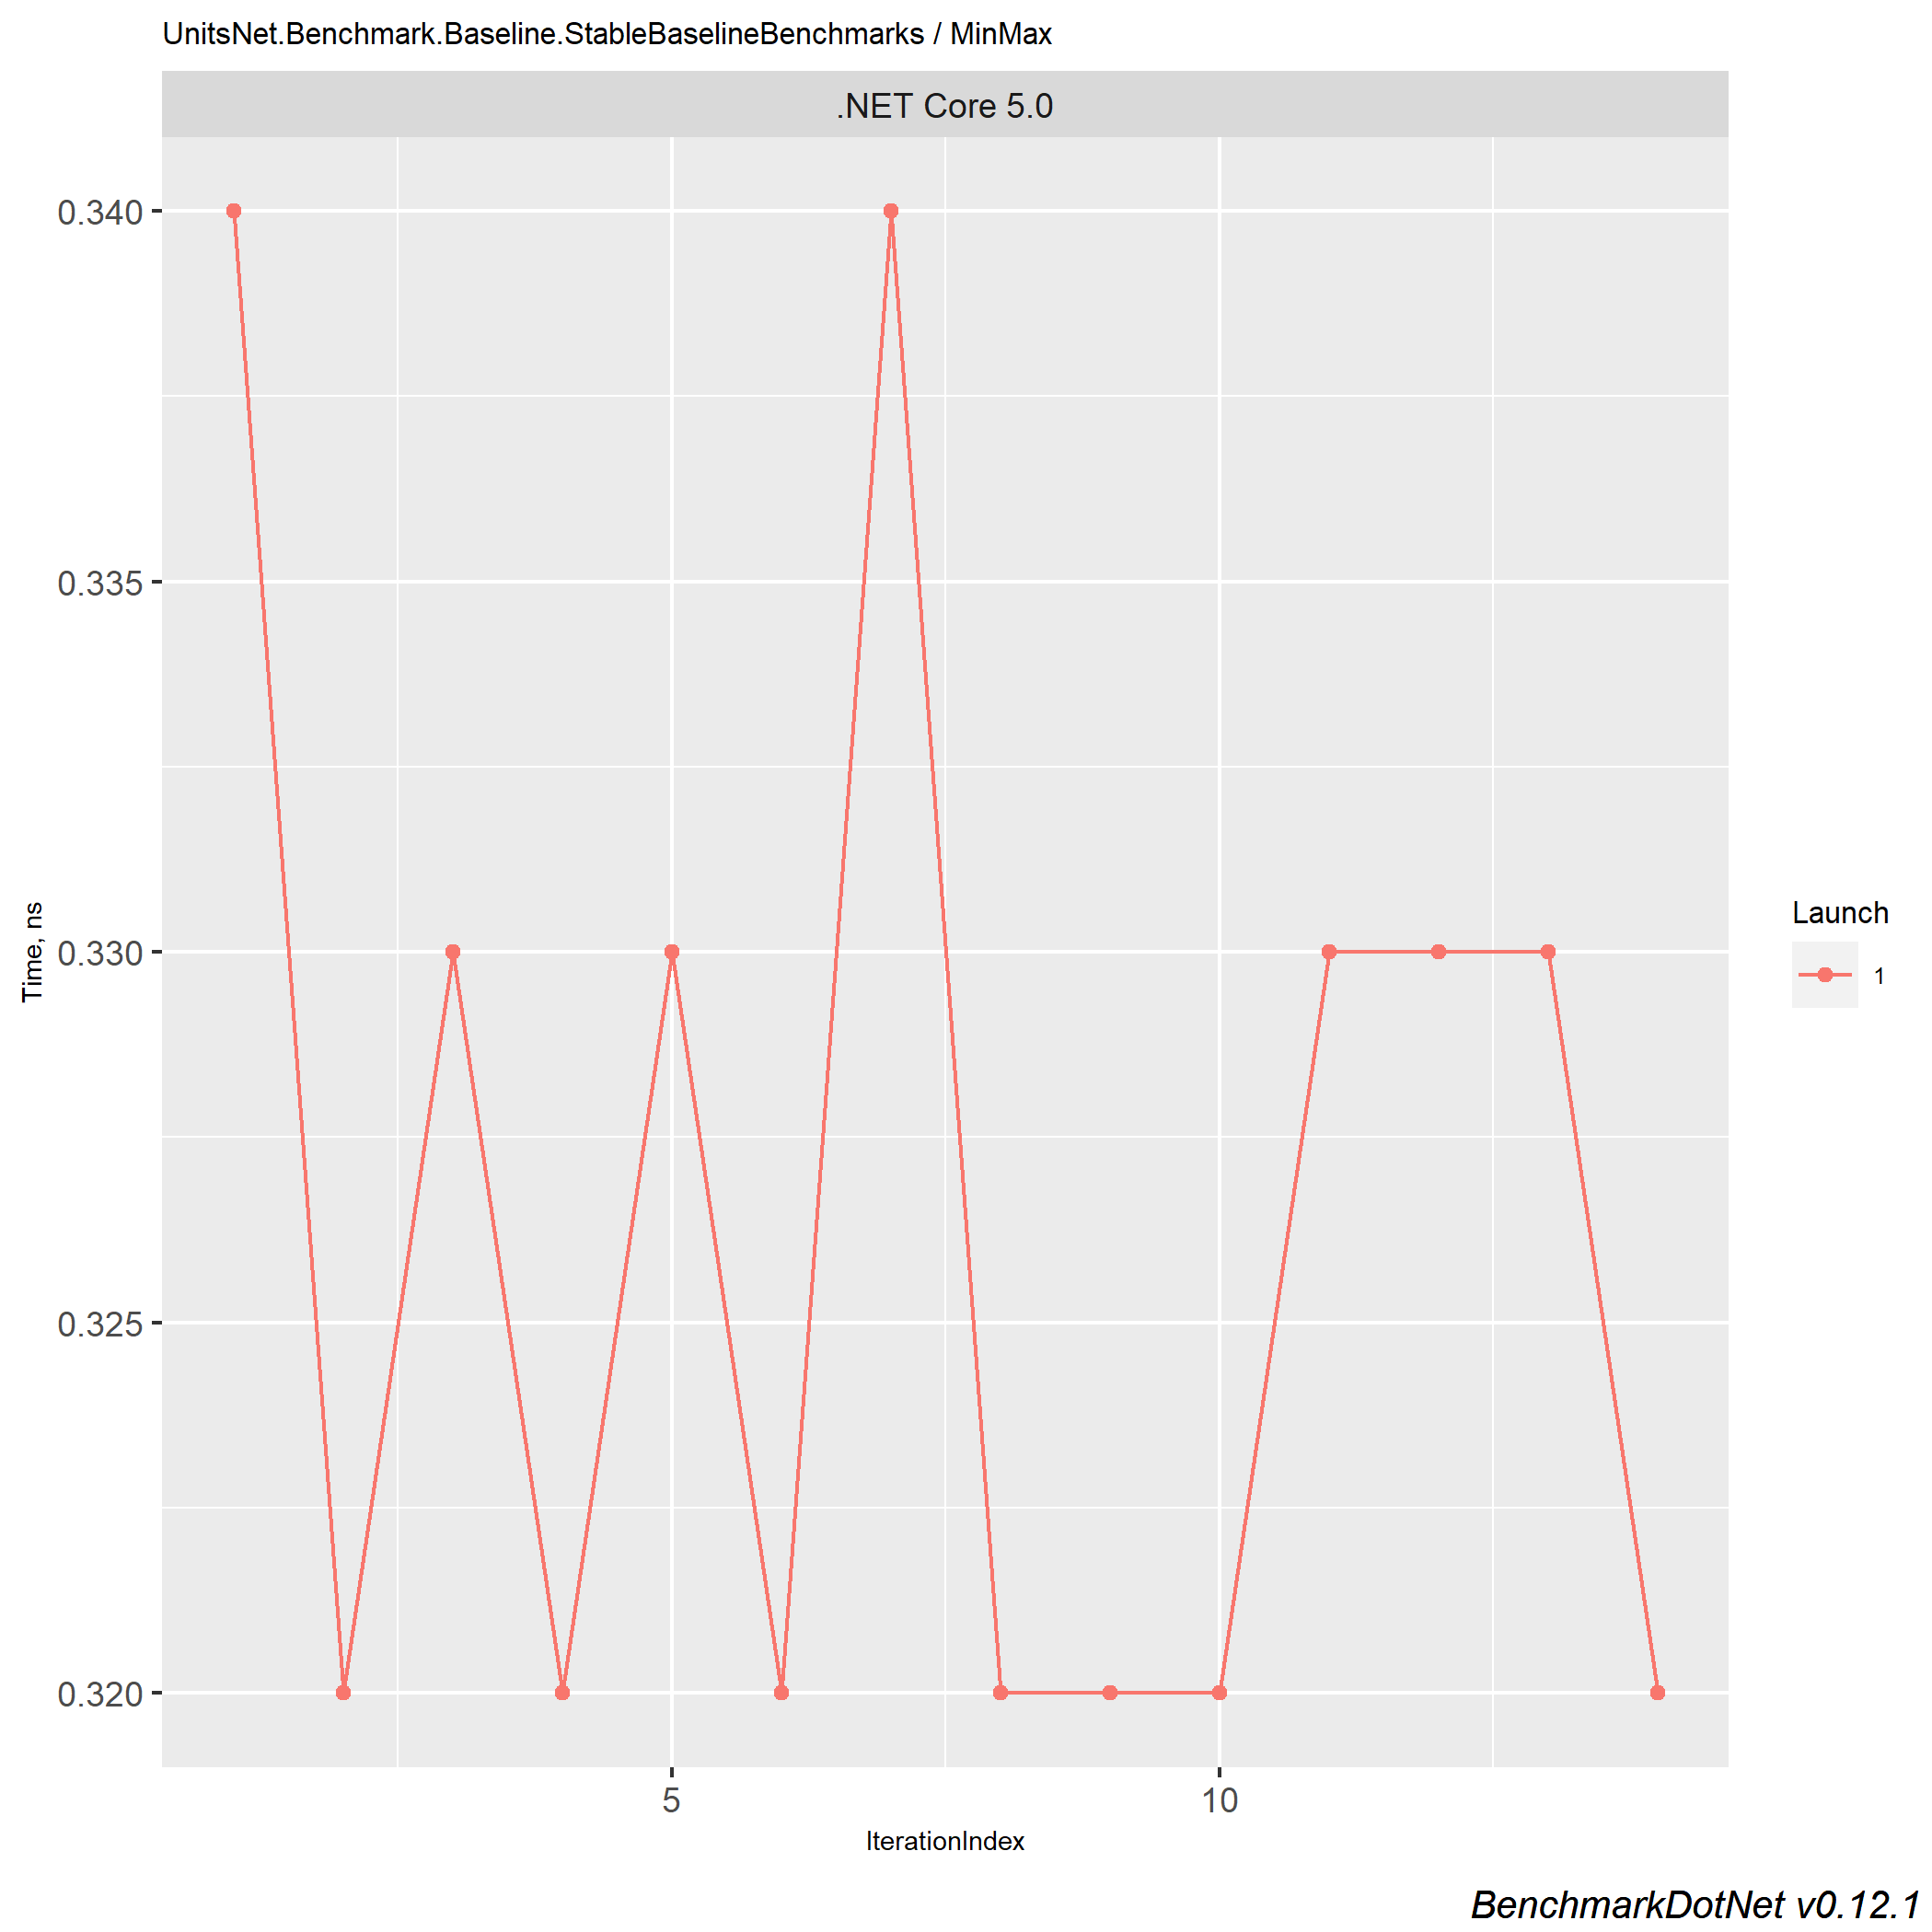 UnitsNet.Benchmark.Baseline.StableBaselineBenchmarks / MinMax
.NET Core 5.0
0.340
0.335
0.330
0.325
0.320
Time, ns
5
10
IterationIndex
Launch
1
BenchmarkDotNet v0.12.1